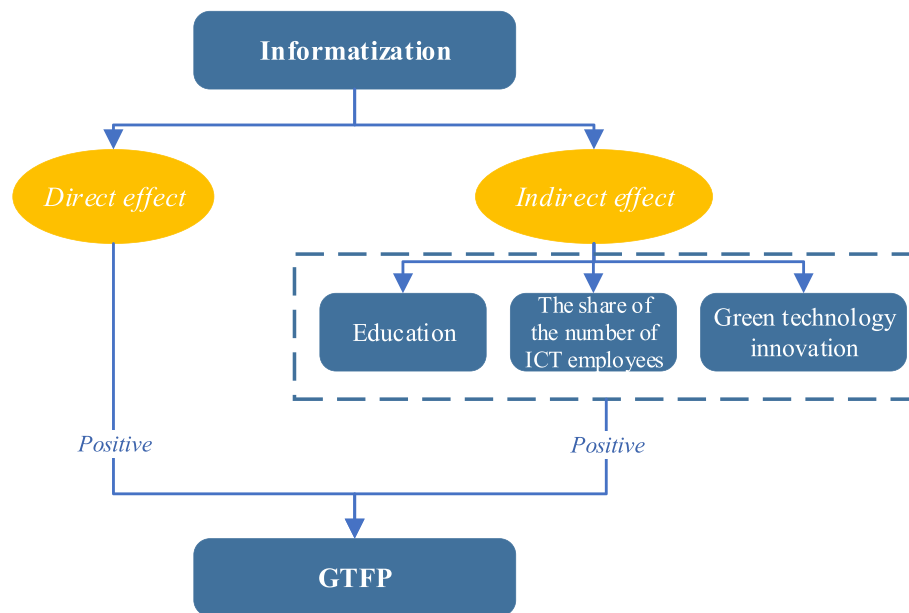 Informatization
Direct effect
Indirect effect
Education
The share of
the number of
ICT employees
Green technology
innovation
Positive
Positive
GTFP